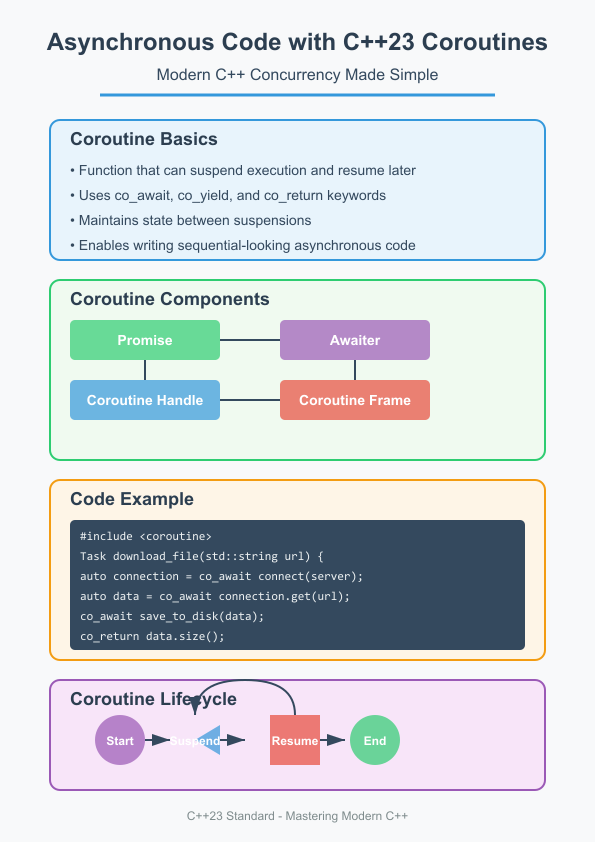 Asynchronous Code with C++23 Coroutines
Modern C++ Concurrency Made Simple
Coroutine Basics
• Function that can suspend execution and resume later
• Uses co_await, co_yield, and co_return keywords
• Maintains state between suspensions
• Enables writing sequential-looking asynchronous code
Coroutine Components
Promise
Awaiter
Coroutine Handle
Coroutine Frame
Code Example
#include <coroutine>
Task download_file(std::string url) {
auto connection = co_await connect(server);
auto data = co_await connection.get(url);
co_await save_to_disk(data);
co_return data.size();
Coroutine Lifecycle
Start
Suspend
Resume
End
C++23 Standard - Mastering Modern C++